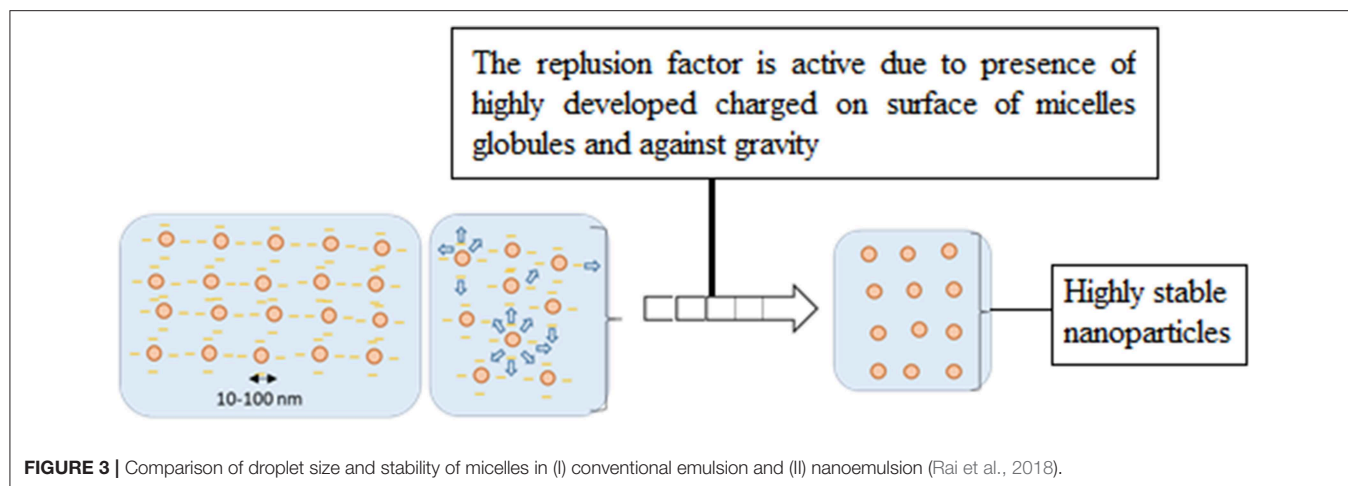 The replusion factor is active due to presence of
highly developed charged on surface of micelles
globules and against gravity
10-100 nm
Highly stable
nanoparticles
FIGURE 3 | Comparison of droplet size and stability of micelles in (I) conventional emulsion and (II) nanoemulsion (Rai et al., 2018).